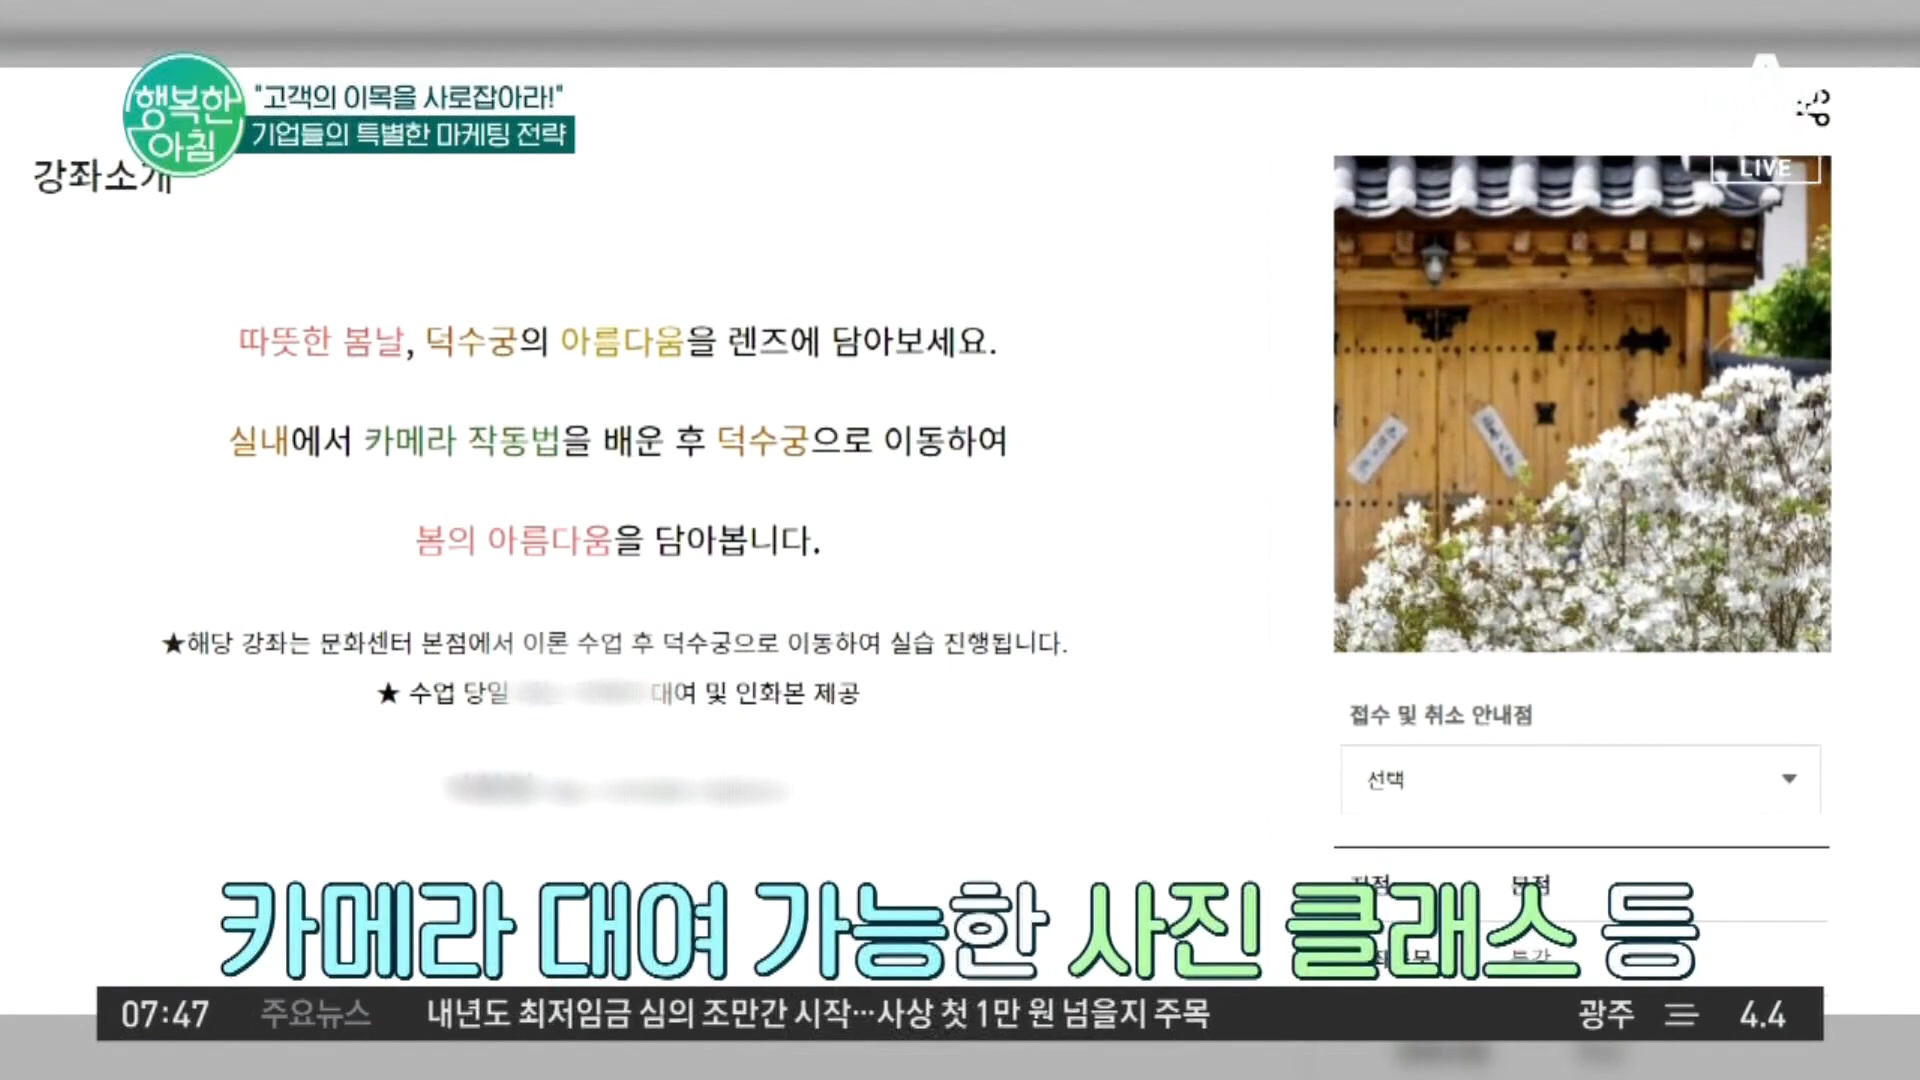 행복한
아침
"고객의 이목을 사로잡아라!"
기업들의 특별한 마케팅 전략
강좌소개
LIVE
따뜻한 봄날, 덕수궁의 아름다움을 렌즈에 담아보세요.
실내에서 카메라 작동법을 배운 후 덕수궁으로 이동하여
봄의 아름다움을 담아봅니다.
★해당 강좌는 문화센터 본점에서 이론 수업 후 덕수궁으로 이동하여 실습 진행됩니다.
★ 수업 당일 대여 및 인화본 제공
접수 및 취소 안내점
선택
카메라 대여 가능한 사진 클래스 등
07:47 주요뉴스 내년도 최저임금 심의 조만간 시작…사상 첫 1만 원 넘을지 주목 광주 4.4